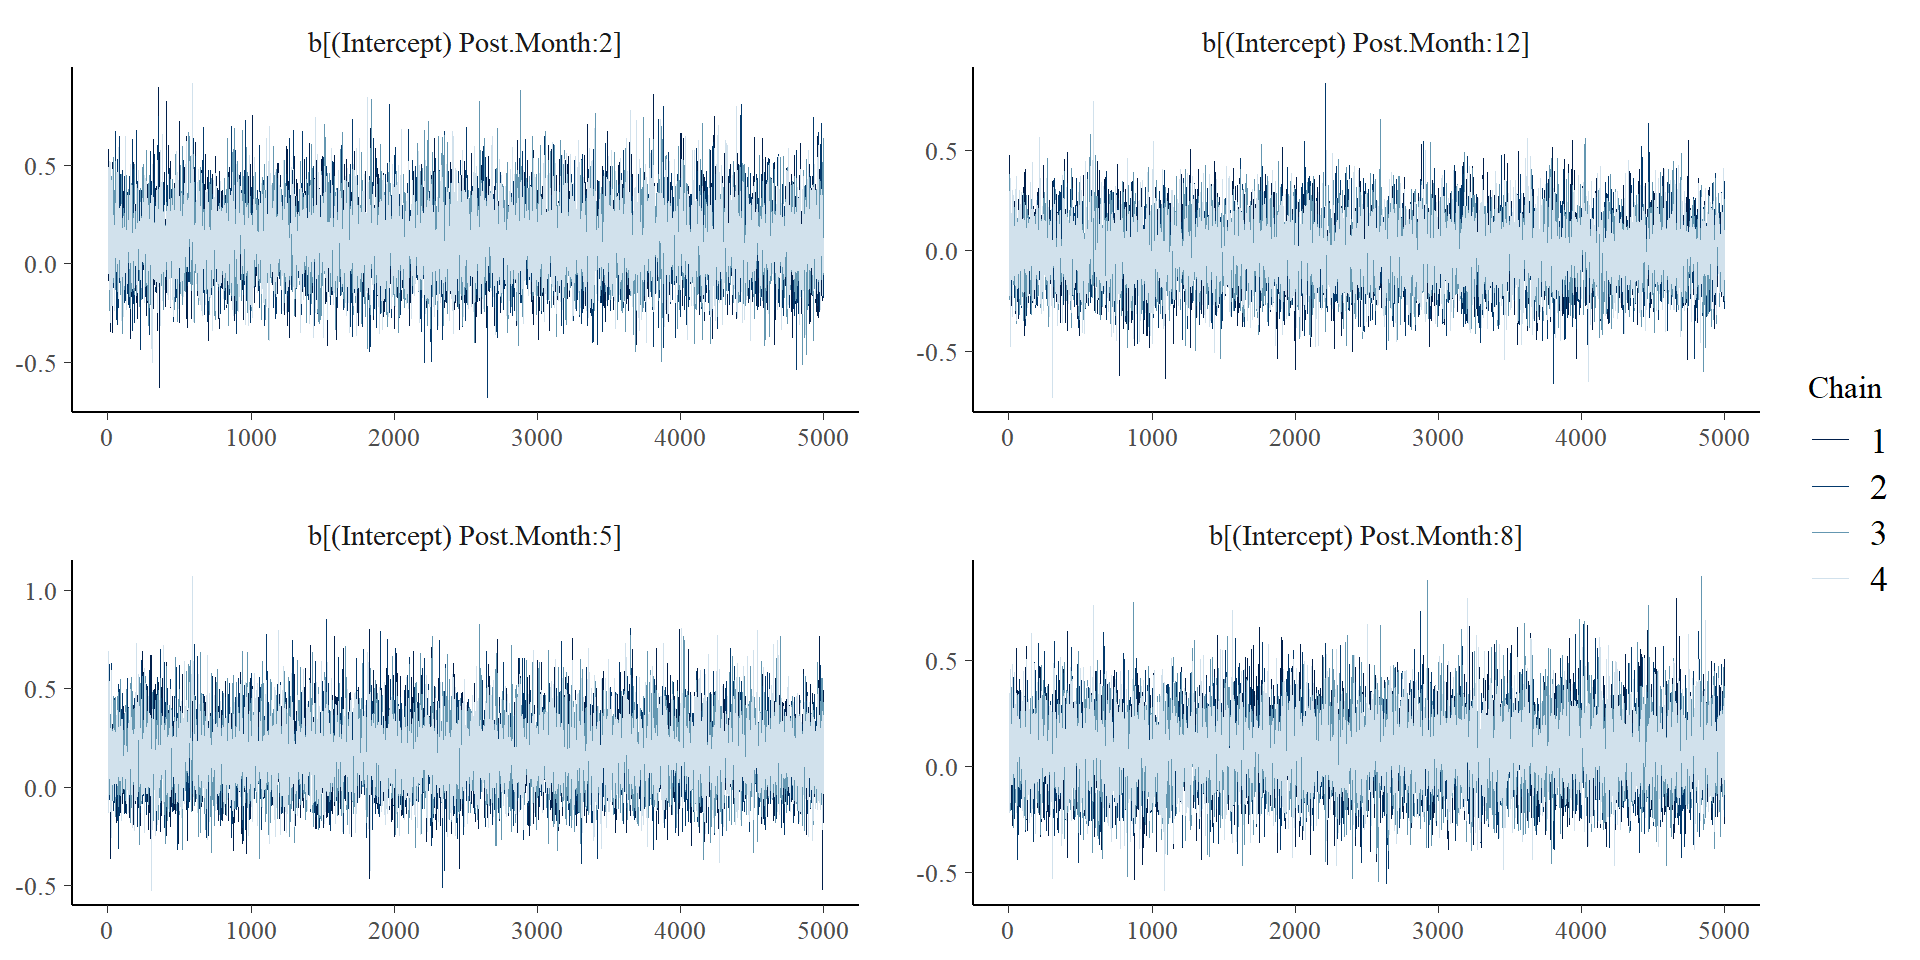 b[(Intercept) Post.Month:2]
0.5
0.0
-0.5
0 1000 2000 3000 4000 5000
b[(Intercept) Post.Month:12]
0.5
0.0
-0.5
0 1000 2000 3000 4000 5000
b[(Intercept) Post.Month:5]
1.0
0.5
0.0
-0.5
0 1000 2000 3000 4000 5000
b[(Intercept) Post.Month:8]
0.5
0.0
-0.5
0 1000 2000 3000 4000 5000
Chain
1
2
3
4